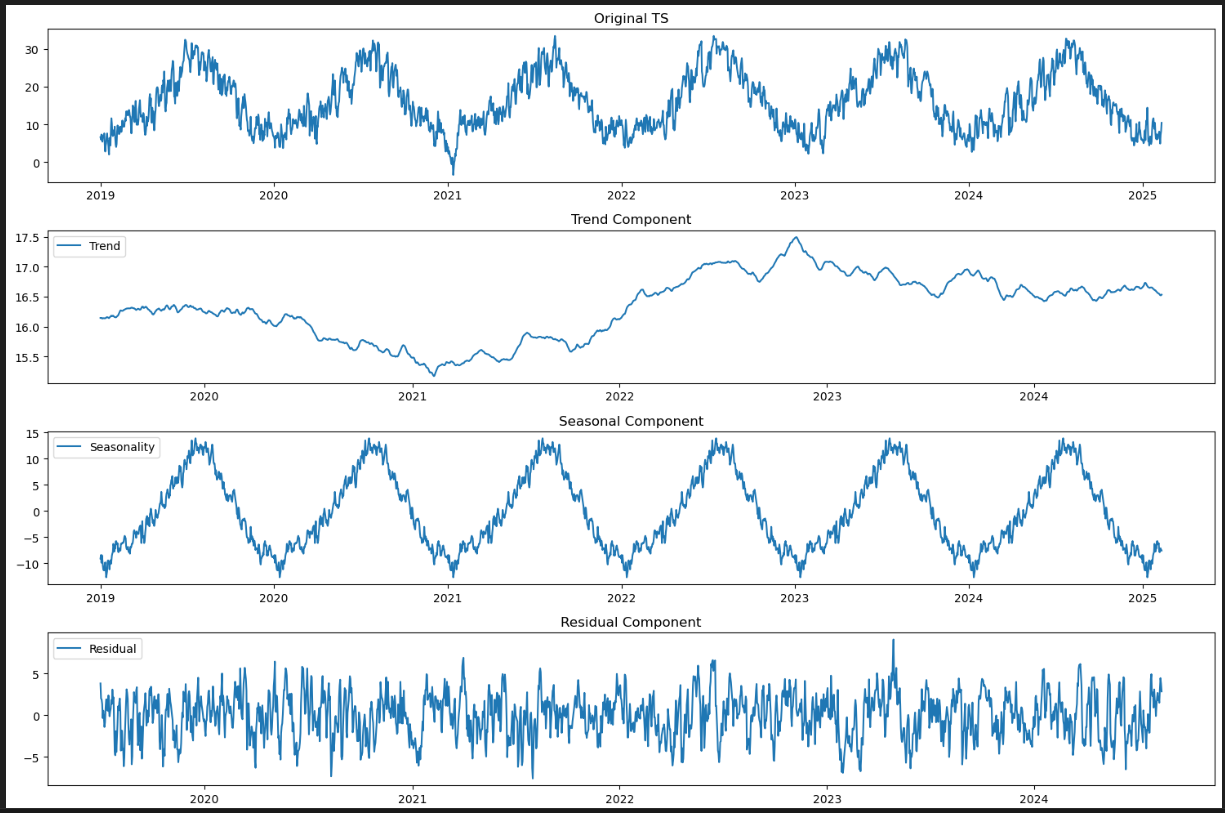 Original TS
30
20
10
0
2019 2020 2021 2022 2023 2024 2025
Trend Component
Trend
17.5
17.0
16.5
16.0
15.5
2020 2021 2022 2023 2024
Seasonal Component
Seasonality
15
10
5
0
−5
−10
2019 2020 2021 2022 2023 2024 2025
Residual Component
Residual
5
0
−5
2020 2021 2022 2023 2024